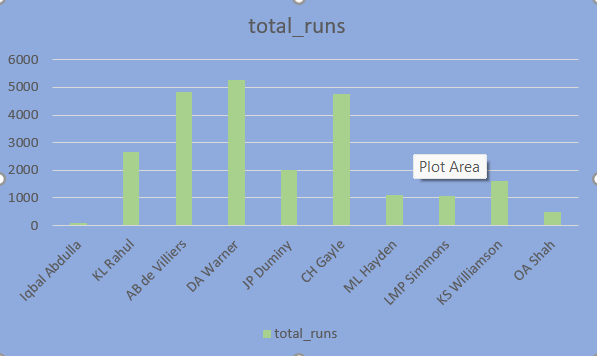 total_runs
6000
5000
4000
3000
2000
1000
0
Plot Area
Iqbal Abdulla
KL Rahul
AB de Villiers
DA Warner
JP Duminy
CH Gayle
ML Hayden
LMP Simmons
KS Williamson
OA Shah
total_runs